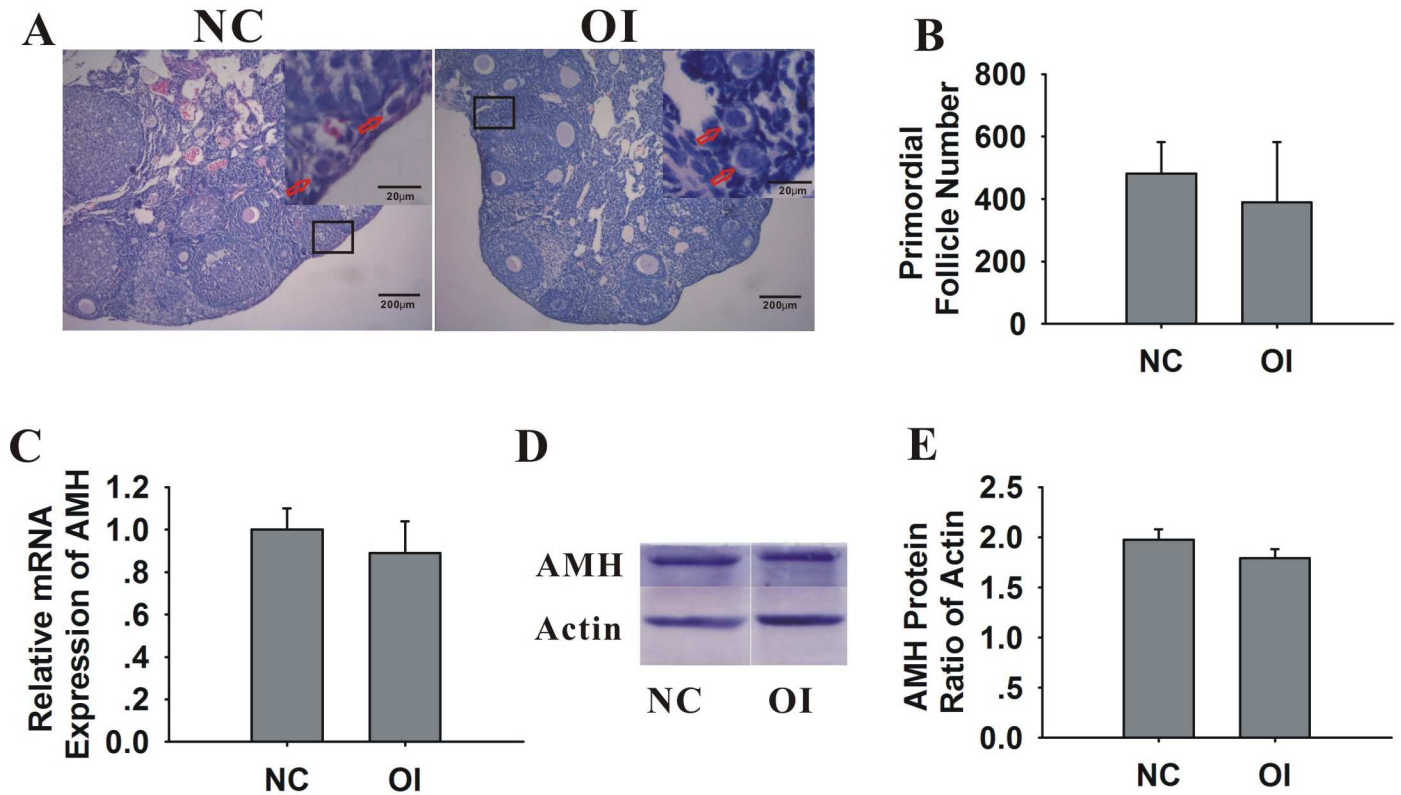 A
NC
OI
20µm
200µm
20µm
200µm
B
Primordial
Follicle Number
800
600
400
200
0
NC
OI
C
Relative mRNA
Expression of AMH
1.2
1.0
.8
.6
.4
.2
0.0
NC
OI
D
AMH
Actin
NC
OI
E
AMH Protein
Ratio of Actin
2.5
2.0
1.5
1.0
.5
0.0
NC
OI